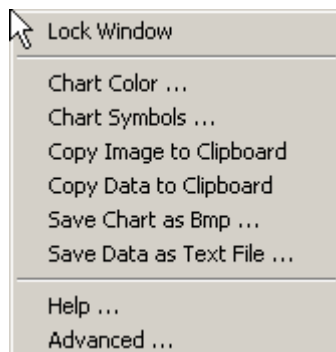 Lock Window
Chart Color ...
Chart Symbols ...
Copy Image to Clipboard
Copy Data to Clipboard
Save Chart as Bmp ...
Save Data as Text File ...
Help ...
Advanced ...